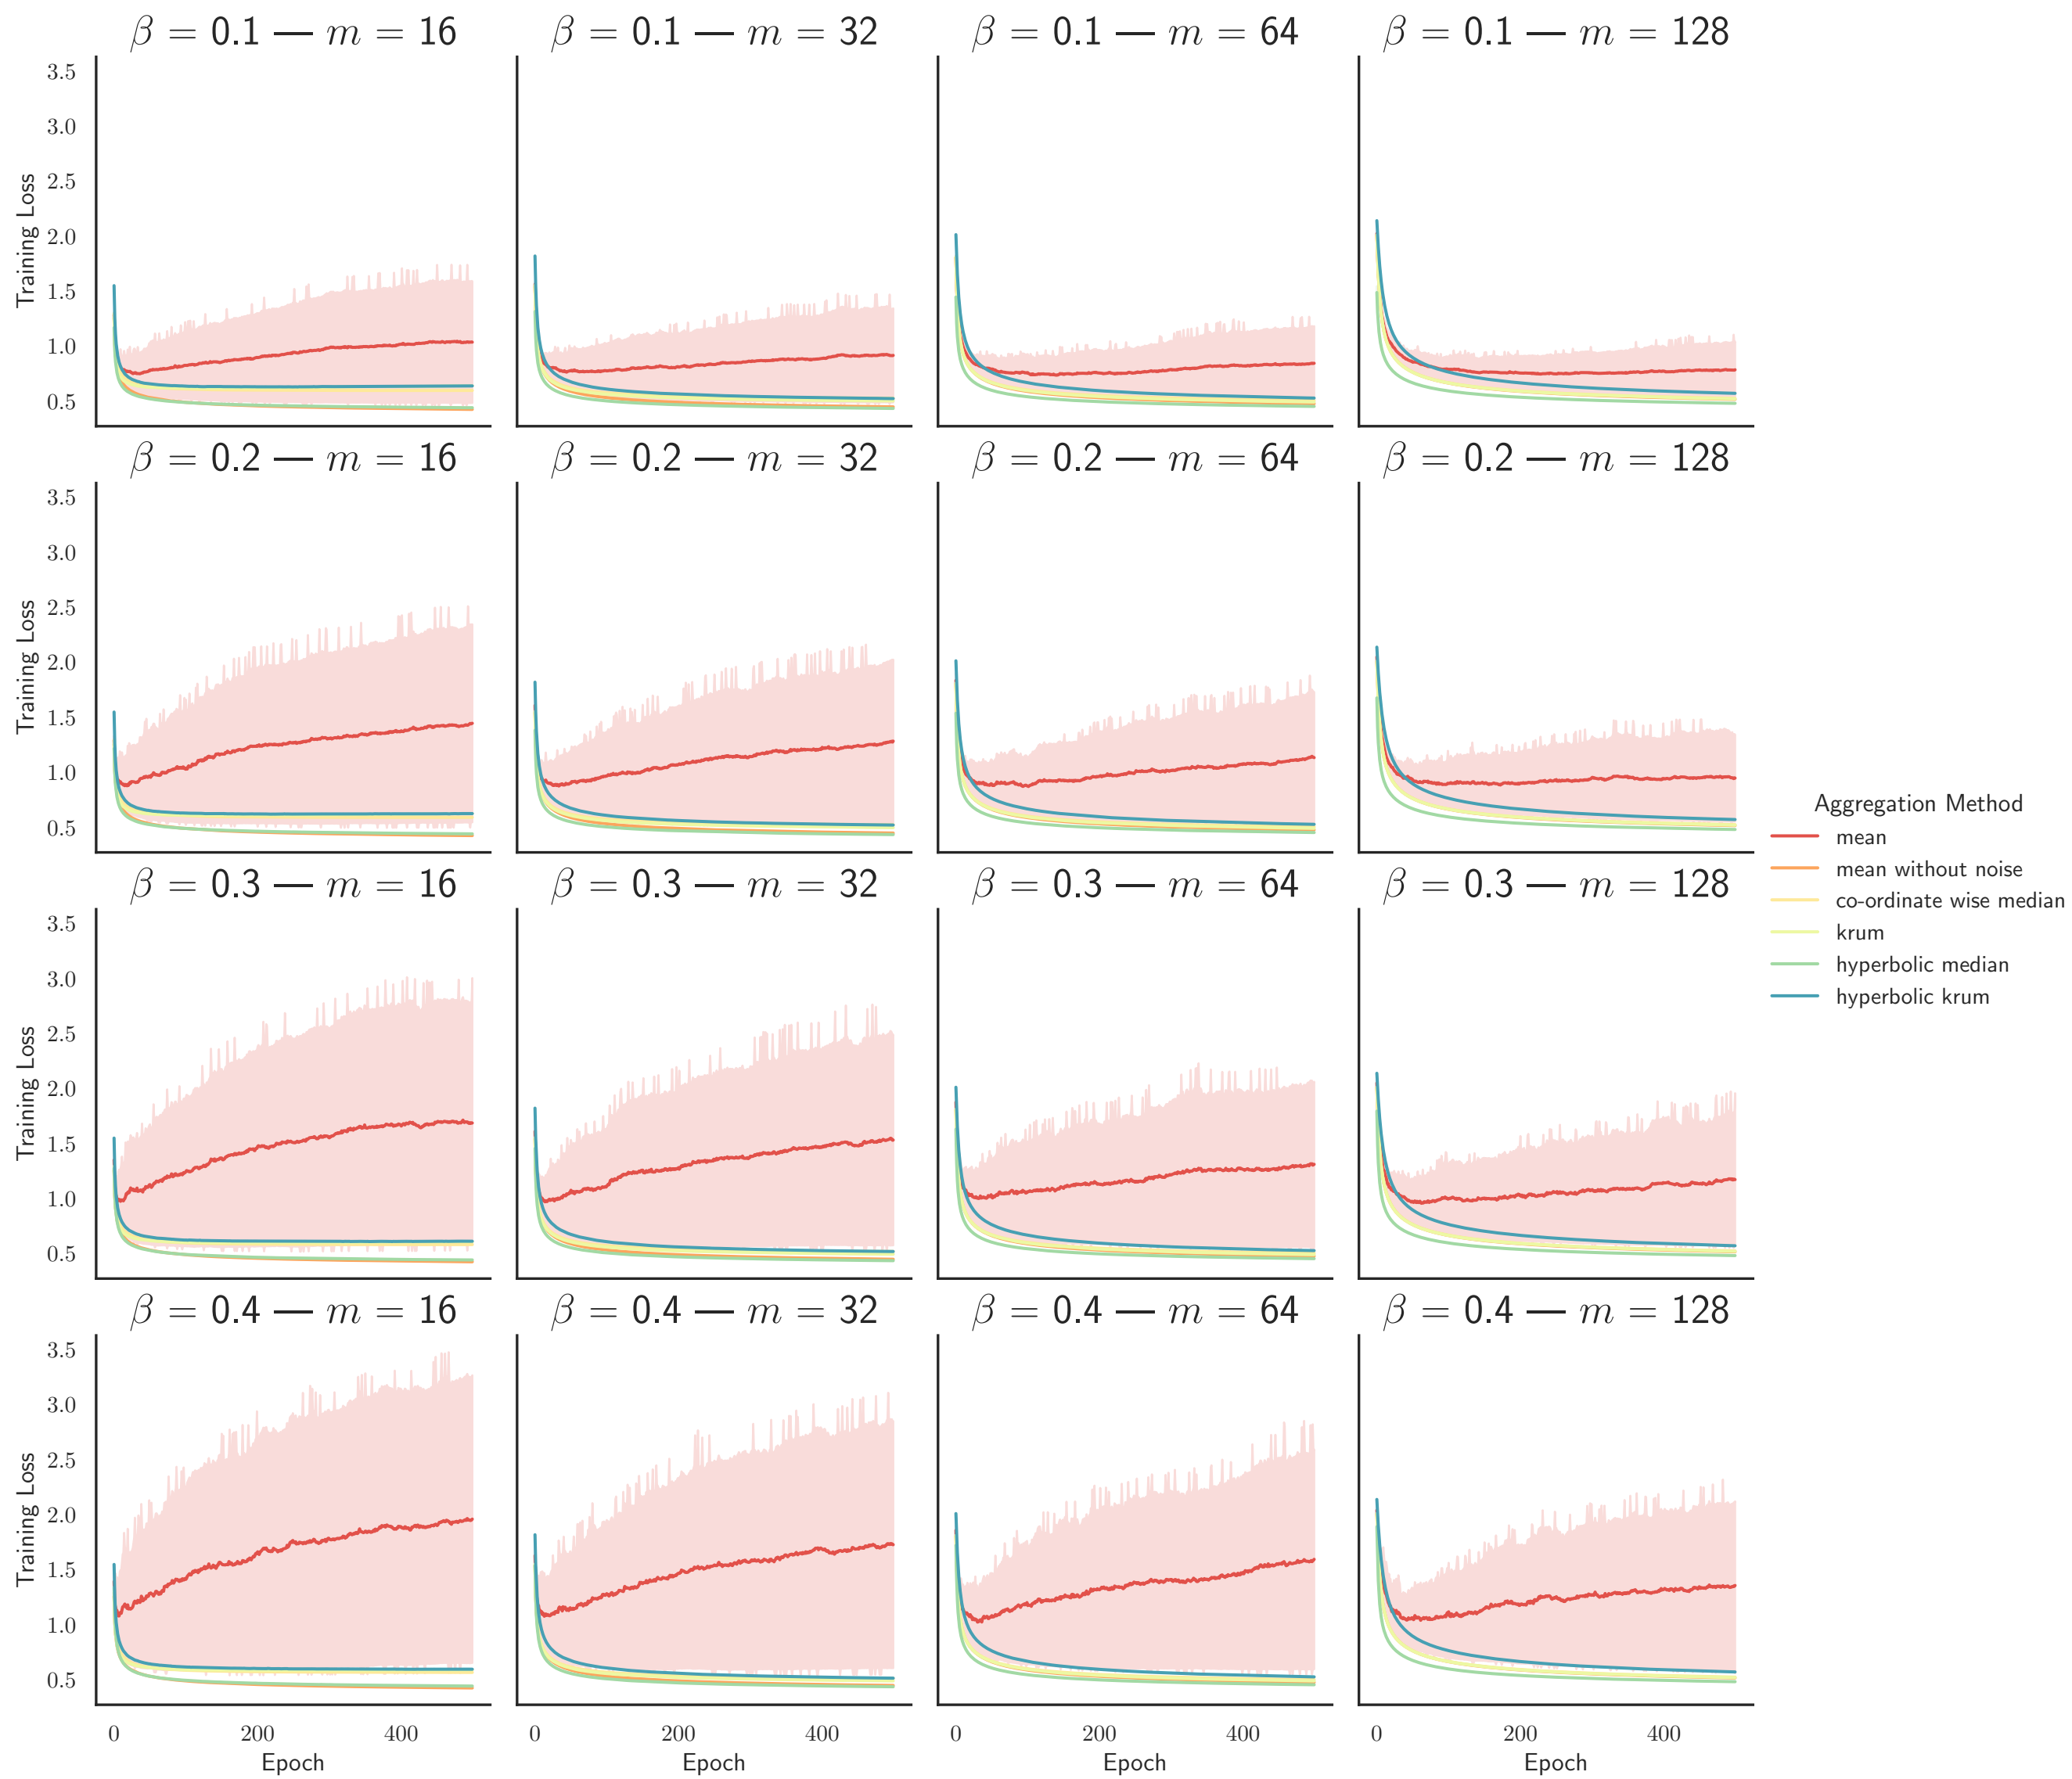 β = 0.1 — m = 16
β = 0.1 — m = 32
β = 0.1 — m = 64
β = 0.1 — m = 128
3.5
3.0
2.5
2.0
1.5
1.0
0.5
Training Loss
β = 0.2 — m = 16
β = 0.2 — m = 32
β = 0.2 — m = 64
β = 0.2 — m = 128
3.5
3.0
2.5
2.0
1.5
1.0
0.5
Training Loss
Aggregation Method
mean
mean without noise
co-ordinate wise median
krum
hyperbolic median
hyperbolic krum
β = 0.3 — m = 16
β = 0.3 — m = 32
β = 0.3 — m = 64
β = 0.3 — m = 128
3.5
3.0
2.5
2.0
1.5
1.0
0.5
Training Loss
β = 0.4 — m = 16
β = 0.4 — m = 32
β = 0.4 — m = 64
β = 0.4 — m = 128
3.5
3.0
2.5
2.0
1.5
1.0
0.5
Training Loss
0 200 400
0 200 400
0 200 400
0 200 400
Epoch
Epoch
Epoch
Epoch